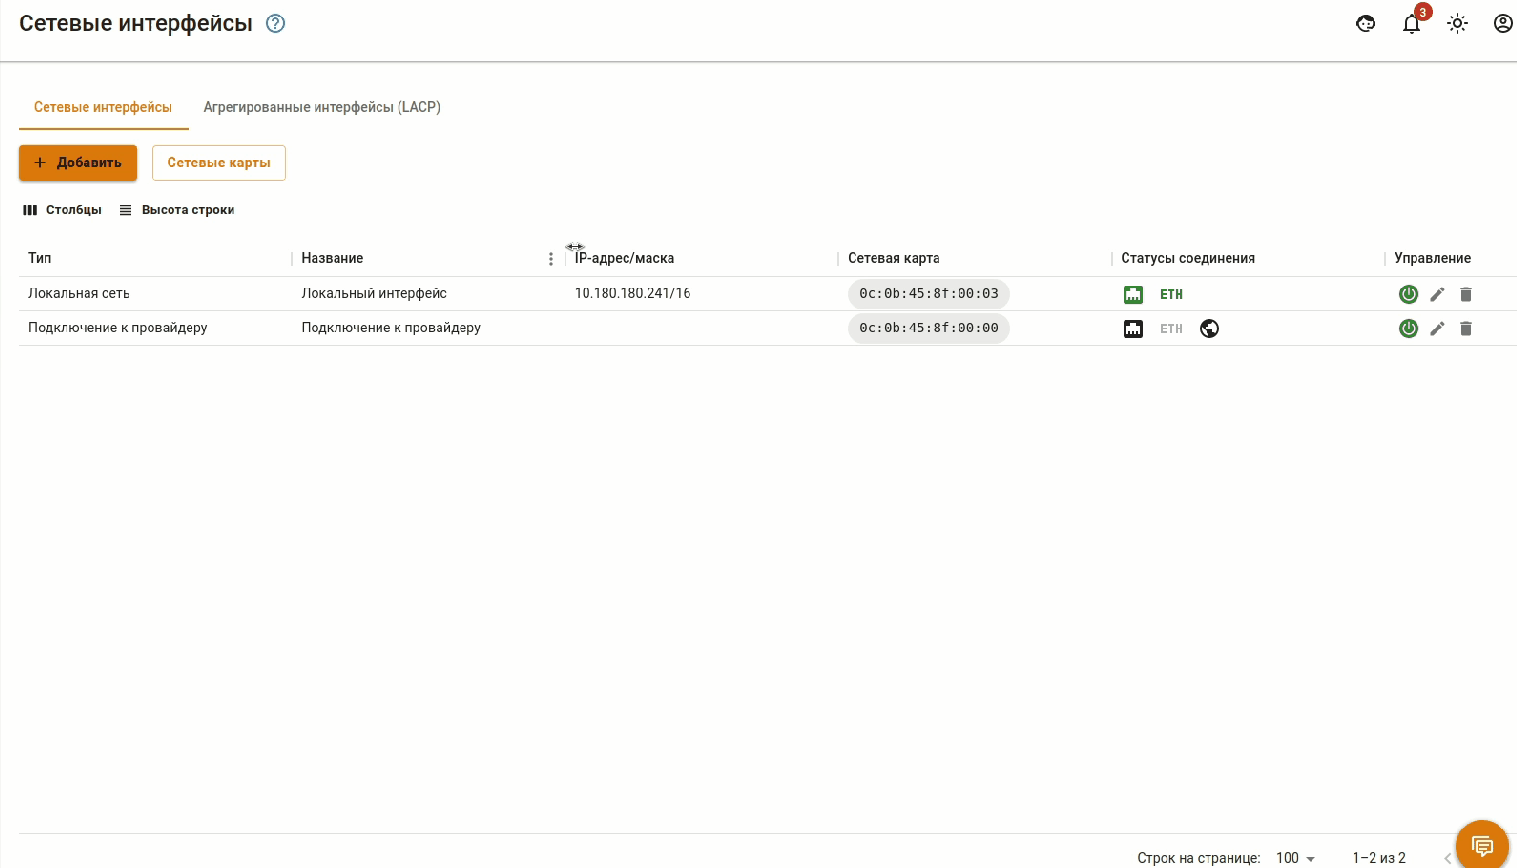 Сетевые интерфейсы ?
3
Сетевые интерфейсы Агрегированные интерфейсы (LACP)
+ Добавить Сетевые карты
Столбцы Высота строки
Тип Название IP-адрес/маска Сетевая карта Статусы соединения Управление
Локальная сеть Локальный интерфейс 10.180.180.241/16 0c:0b:45:8f:00:03 ETH
Подключение к провайдеру Подключение к провайдеру 0c:0b:45:8f:00:00 ETH
Строк на странице: 100 1–2 из 2